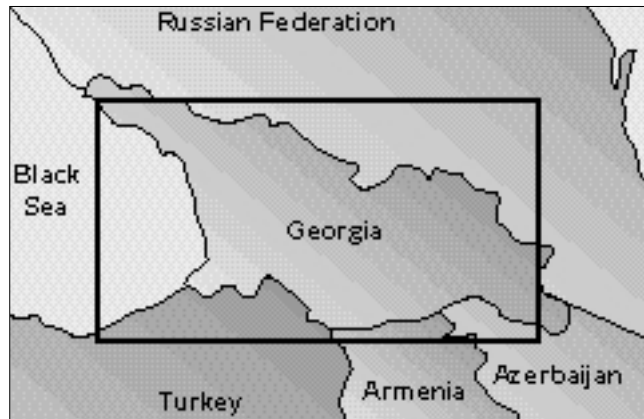 Russian Federation
Black
Sea
Georgia
Azerbaijan
Armenia
Turkey